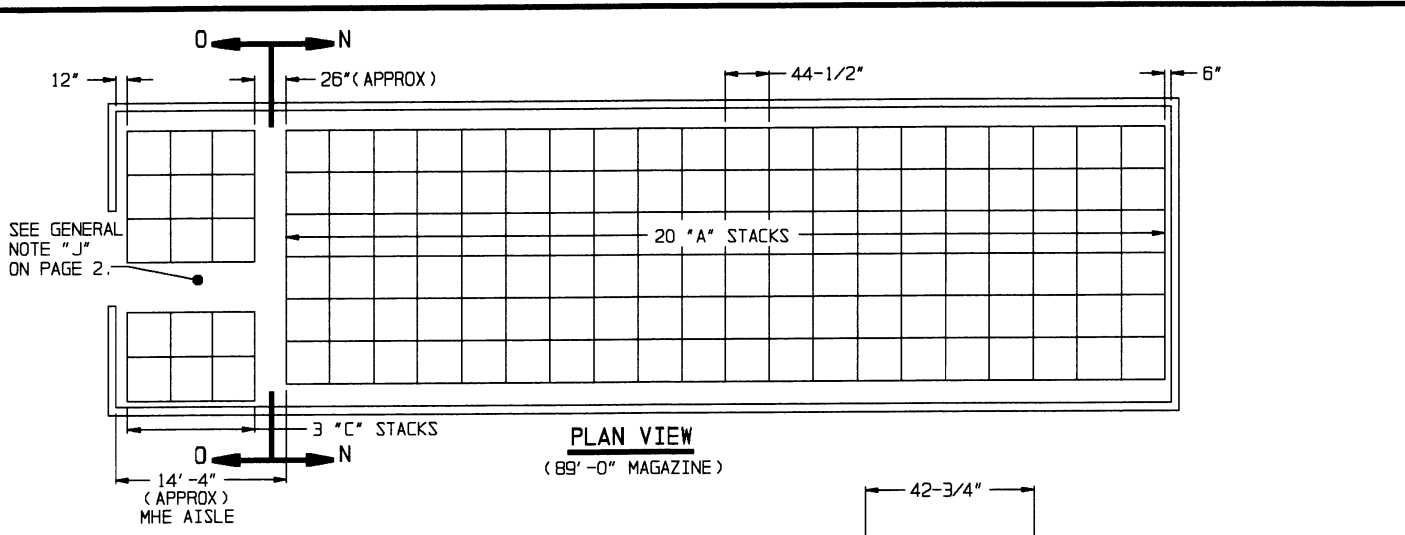 O N
12"
26"(APPROX)
44-1/2"
6"
SEE GENERAL
NOTE "J"
ON PAGE 2.
20 "A" STACKS
3 "C" STACKS
O N
PLAN VIEW
(89'-0" MAGAZINE)
14'-4"
(APPROX)
MHE AISLE
42-3/4"